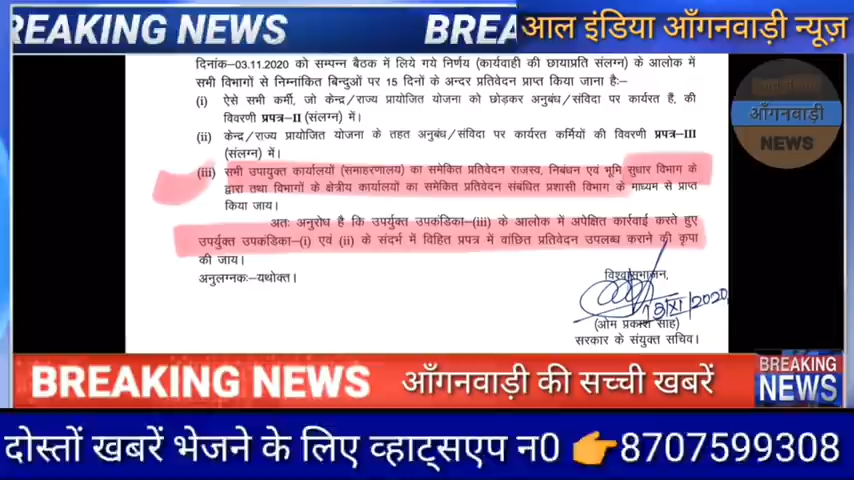 READING NEWS
BREAKING NEWS
आल इंडिया आँगनवाड़ी न्यूज़
दिनांक-03.11.2020 को सम्पन्न बैठक में लिये गये निर्णय (कार्यवाही की छायाप्रति संलग्न) के आलोक में
सभी विभागों से निम्नांकित बिन्दुओं पर 15 दिनों के अन्दर प्रतिवेदन प्राप्त किया जाना है:–
(i) ऐसे सभी कर्मी, जो केन्द्र/राज्य प्रायोजित योजना को छोड़कर अनुबंध/संविदा पर कार्यरत हैं, की
विवरणी प्रपत्र–II (संलग्न) में।
(ii) केन्द्र/राज्य प्रायोजित योजना के तहत अनुबंध/संविदा पर कार्यरत कर्मियों की विवरणी प्रपत्र–III
(संलग्न) में।
(iii) सभी उपायुक्त कार्यालयों (समाहरणालय) का समेकित प्रतिवेदन राजस्व, निबंधन एवं भूमि सुधार विभाग के
द्वारा तथा विभागों के क्षेत्रीय कार्यालयों का समेकित प्रतिवेदन संबंधित प्रशासी विभाग के माध्यम से प्राप्त
किया जाय।
अतः अनुरोध है कि उपर्युक्त उपकंडिका–(iii) के आलोक में अपेक्षित कार्रवाई करते हुए
उपर्युक्त उपकंडिका–(i) एवं (ii) के संदर्भ में विहित प्रपत्र में वांछित प्रतिवेदन उपलब्ध कराने की कृपा
की जाय।
अनुलग्नकः–यथोक्त।
विश्वासभाजन,
(ओम प्रकाश साह)
सरकार के संयुक्त सचिव।
आँगनवाड़ी
NEWS
BREAKING NEWS
आँगनवाड़ी की सच्ची खबरें
BREAKING
NEWS
दोस्तों खबरें भेजने के लिए व्हाट्सएप न0 👉8707599308